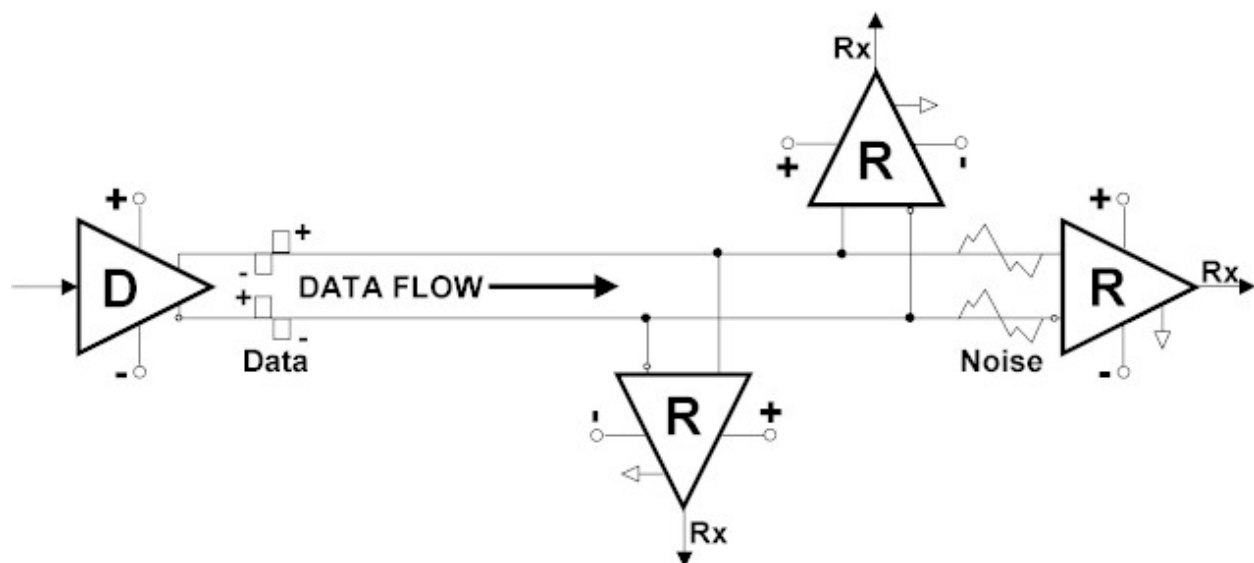 Rx
+ R -
+ +
D - + DATA FLOW R Rx
+ -
- Data Noise -
- R +
Rx